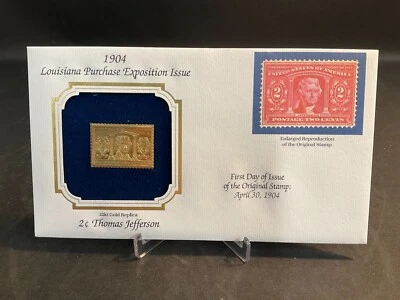 1904
Louisiana Purchase Exposition Issue
22kt Gold Replica
2¢ Thomas Jefferson
UNITED STATES OF AMERICA
2 2
POSTAGE TWO CENTS
Enlarged Reproduction
of the Original Stamp
First Day of Issue
of the Original Stamp:
April 30, 1904